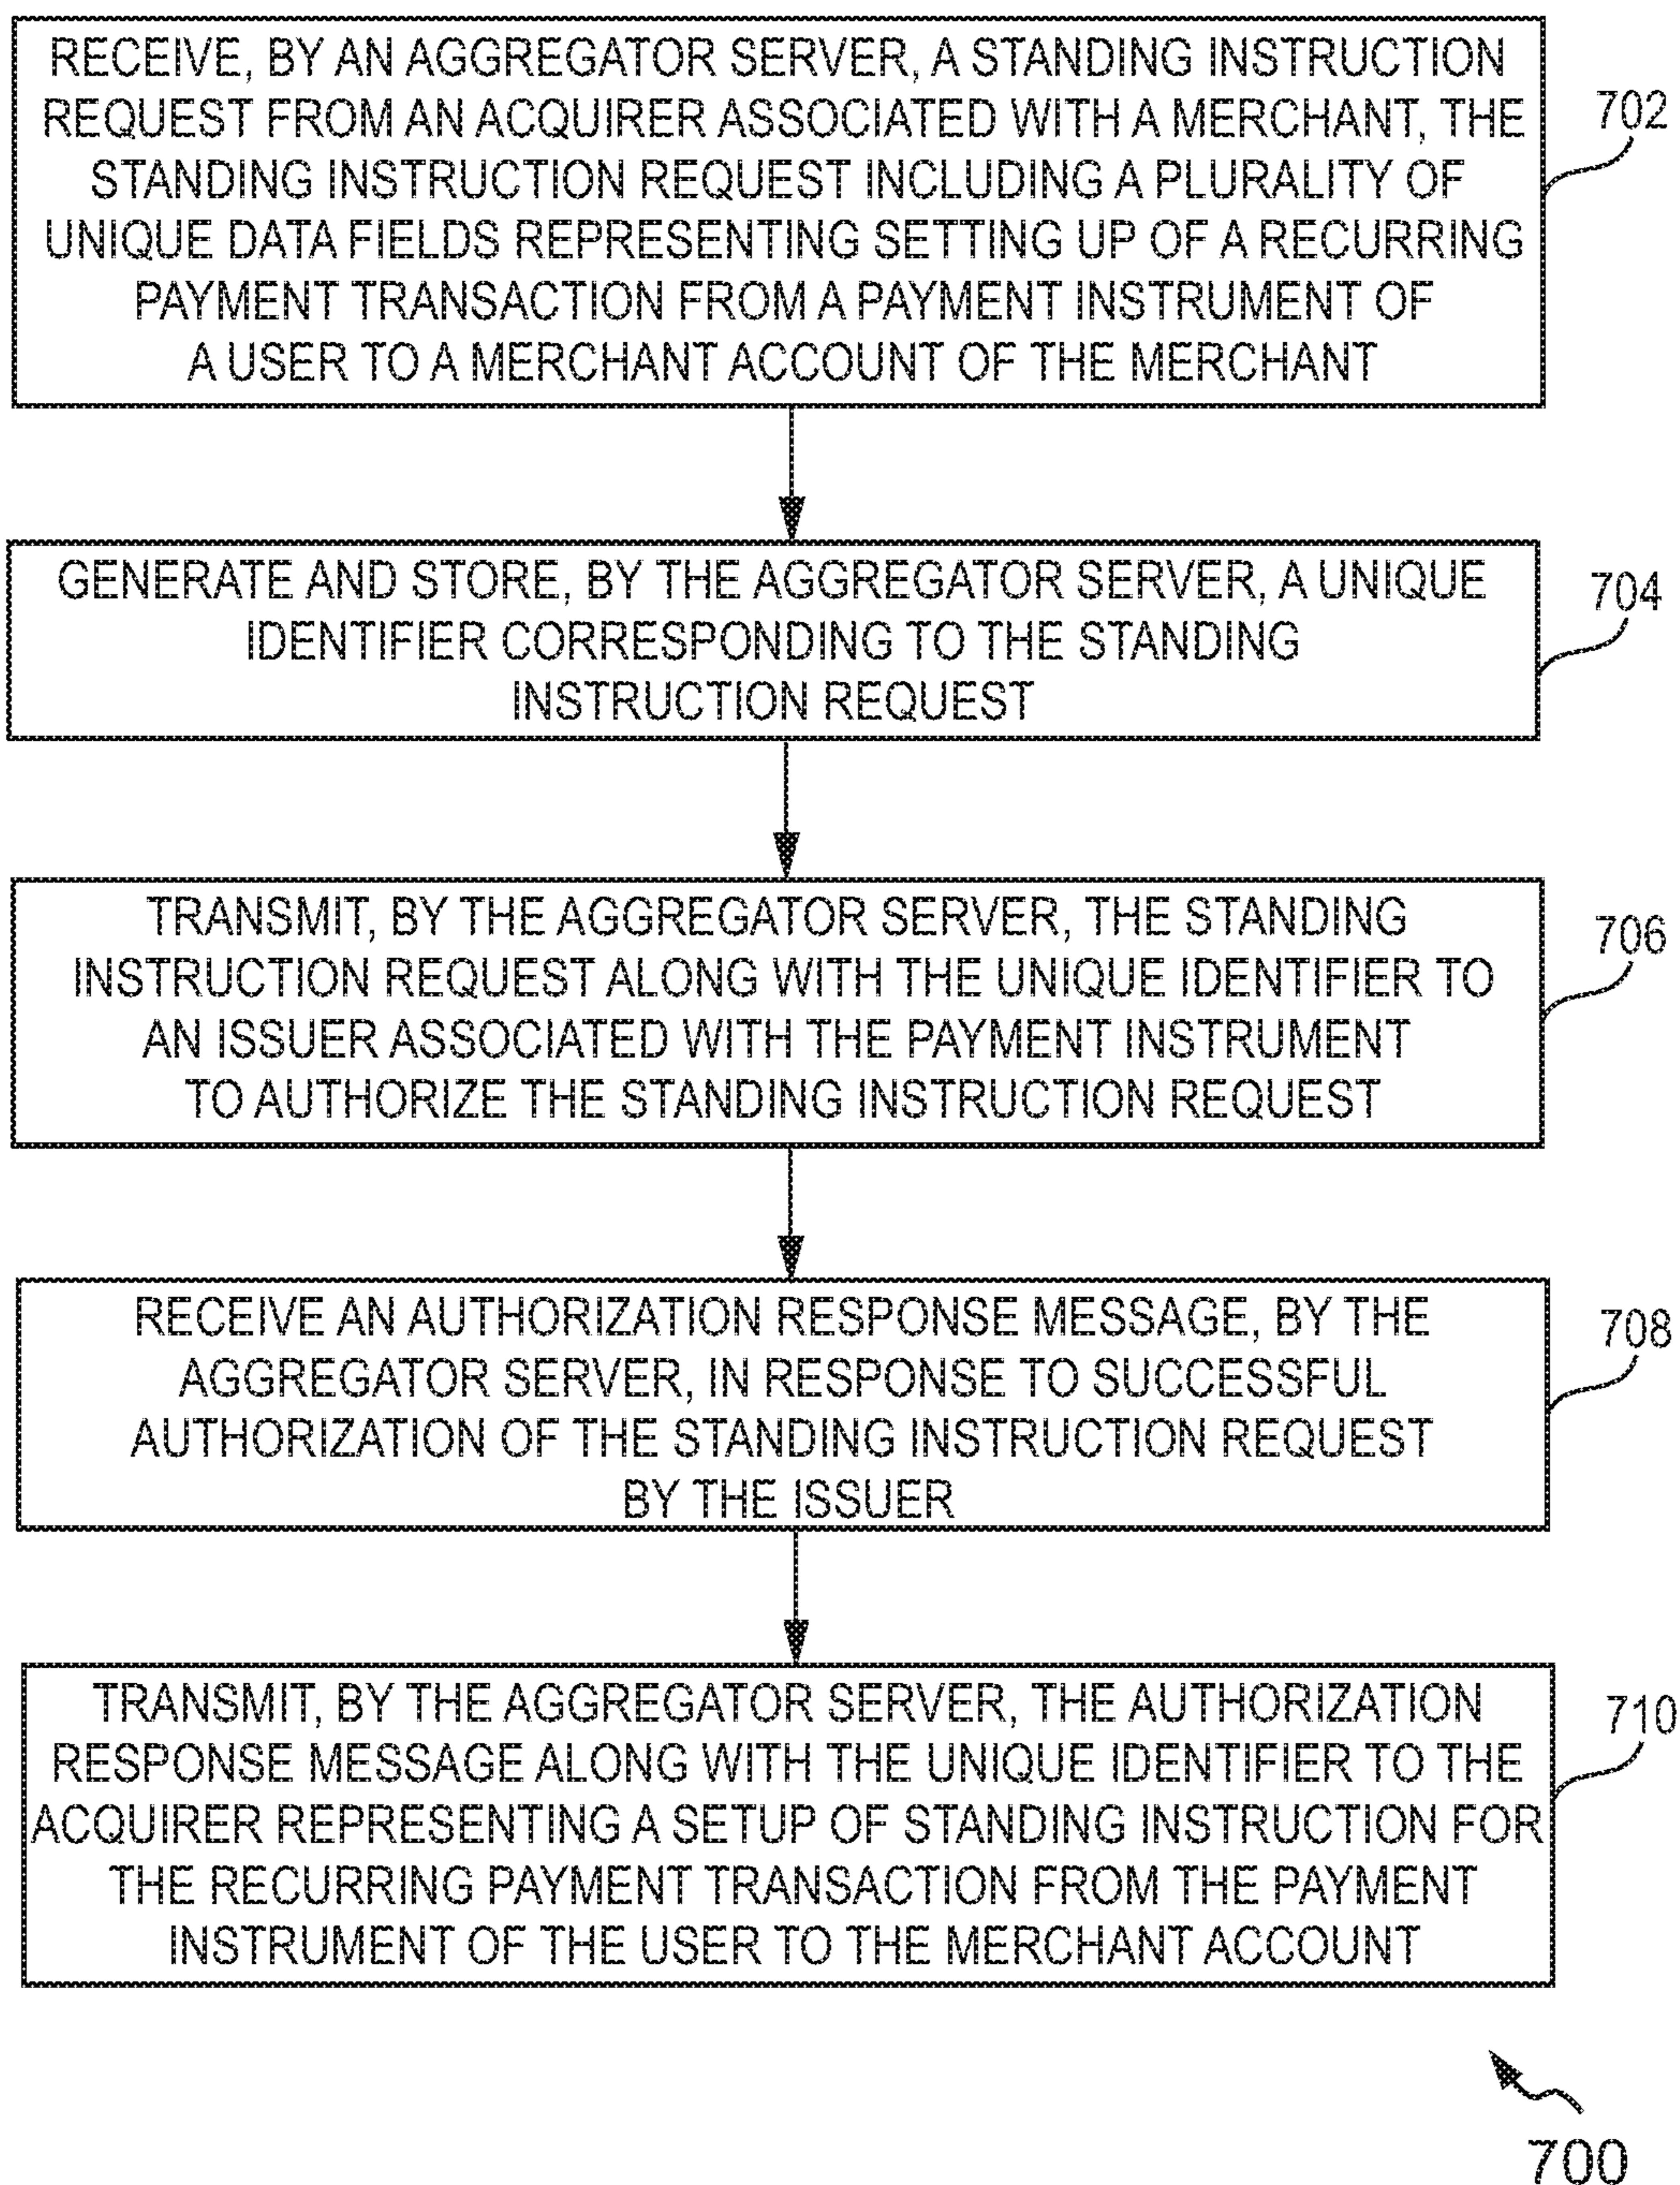 RECEIVE, BY AN AGGREGATOR SERVER, A STANDING INSTRUCTION
REQUEST FROM AN ACQUIRER ASSOCIATED WITH A MERCHANT, THE
STANDING INSTRUCTION REQUEST INCLUDING A PLURALITY OF
UNIQUE DATA FIELDS REPRESENTING SETTING UP OF A RECURRING
PAYMENT TRANSACTION FROM A PAYMENT INSTRUMENT OF
A USER TO A MERCHANT ACCOUNT OF THE MERCHANT
702
GENERATE AND STORE, BY THE AGGREGATOR SERVER, A UNIQUE
IDENTIFIER CORRESPONDING TO THE STANDING
INSTRUCTION REQUEST
704
TRANSMIT, BY THE AGGREGATOR SERVER, THE STANDING
INSTRUCTION REQUEST ALONG WITH THE UNIQUE IDENTIFIER TO
AN ISSUER ASSOCIATED WITH THE PAYMENT INSTRUMENT
TO AUTHORIZE THE STANDING INSTRUCTION REQUEST
706
RECEIVE AN AUTHORIZATION RESPONSE MESSAGE, BY THE
AGGREGATOR SERVER, IN RESPONSE TO SUCCESSFUL
AUTHORIZATION OF THE STANDING INSTRUCTION REQUEST
BY THE ISSUER
708
TRANSMIT, BY THE AGGREGATOR SERVER, THE AUTHORIZATION
RESPONSE MESSAGE ALONG WITH THE UNIQUE IDENTIFIER TO THE
ACQUIRER REPRESENTING A SETUP OF STANDING INSTRUCTION FOR
THE RECURRING PAYMENT TRANSACTION FROM THE PAYMENT
INSTRUMENT OF THE USER TO THE MERCHANT ACCOUNT
710
700